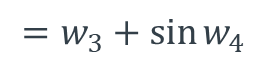 = w₃ + sin w₄